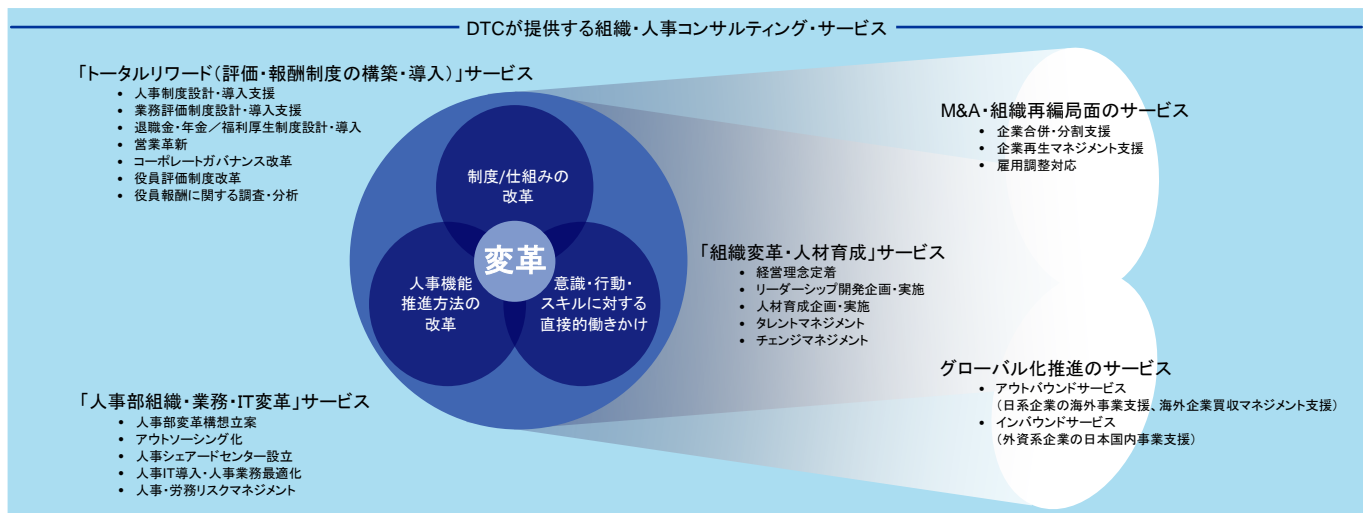 DTCが提供する組織・人事コンサルティング・サービス
「トータルリワード（評価・報酬制度の構築・導入）」サービス
• 人事制度設計・導入支援
• 業務評価制度設計・導入支援
• 退職金・年金／福利厚生制度設計・導入
• 営業革新
• コーポレートガバナンス改革
• 役員評価制度改革
• 役員報酬に関する調査・分析
制度/仕組みの
改革
変革
人事機能
推進方法の
改革
意識・行動・
スキルに対する
直接的働きかけ
「人事部組織・業務・IT変革」サービス
• 人事部変革構想立案
• アウトソーシング化
• 人事シェアードセンター設立
• 人事IT導入・人事業務最適化
• 人事・労務リスクマネジメント
「組織変革・人材育成」サービス
• 経営理念定着
• リーダーシップ開発企画・実施
• 人材育成企画・実施
• タレントマネジメント
• チェンジマネジメント
M&A・組織再編局面のサービス
• 企業合併・分割支援
• 企業再生マネジメント支援
• 雇用調整対応
グローバル化推進のサービス
• アウトバウンドサービス
（日系企業の海外事業支援、海外企業買収マネジメント支援）
• インバウンドサービス
（外資系企業の日本国内事業支援）